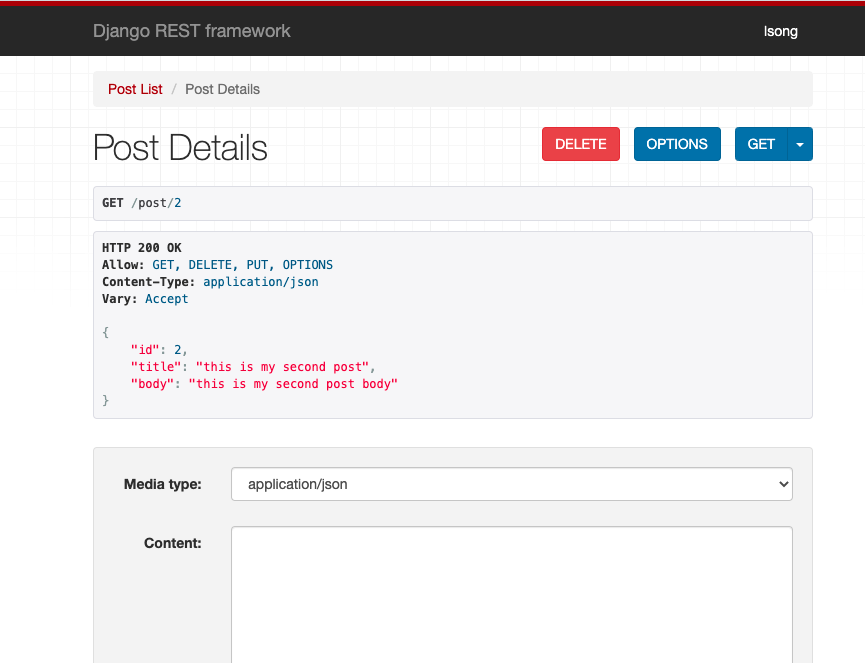 Django REST framework
lsong
Post List / Post Details
Post Details
DELETE
OPTIONS
GET
GET /post/2
HTTP 200 OK
Allow: GET, DELETE, PUT, OPTIONS
Content-Type: application/json
Vary: Accept
{
    "id": 2,
    "title": "this is my second post",
    "body": "this is my second post body"
}
Media type:
application/json
Content: